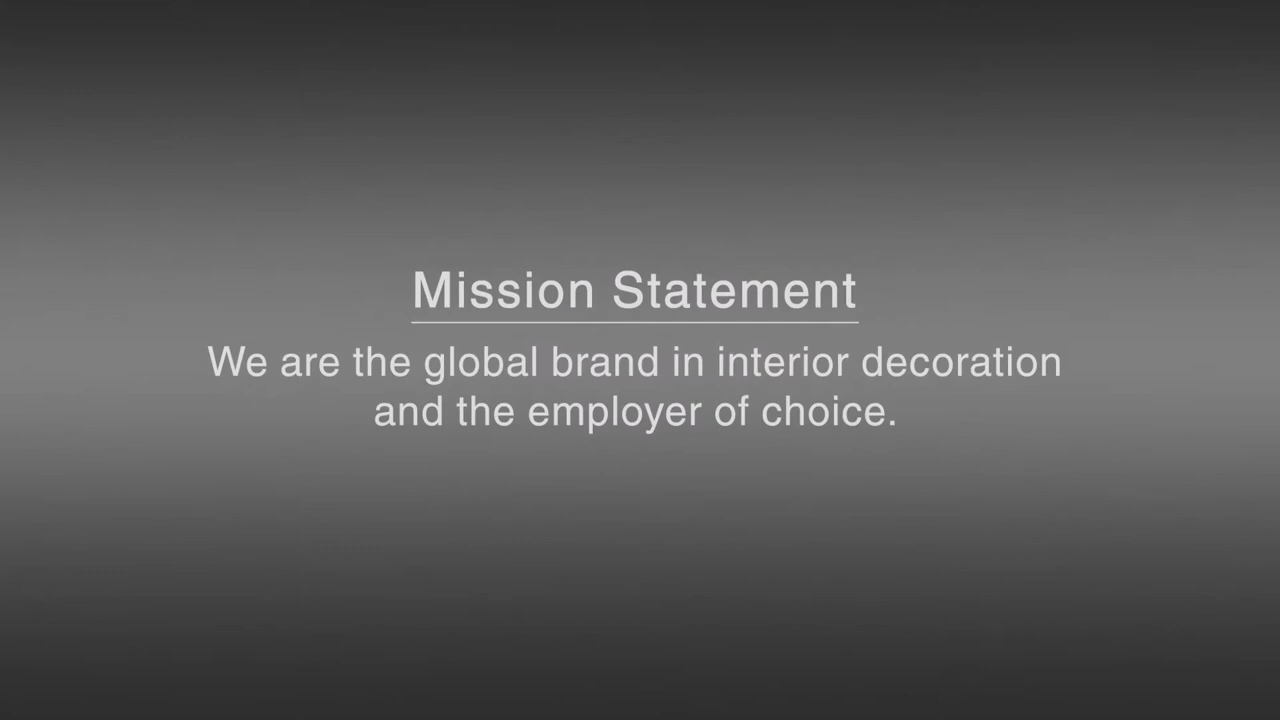 Mission Statement
We are the global brand in interior decoration
and the employer of choice.